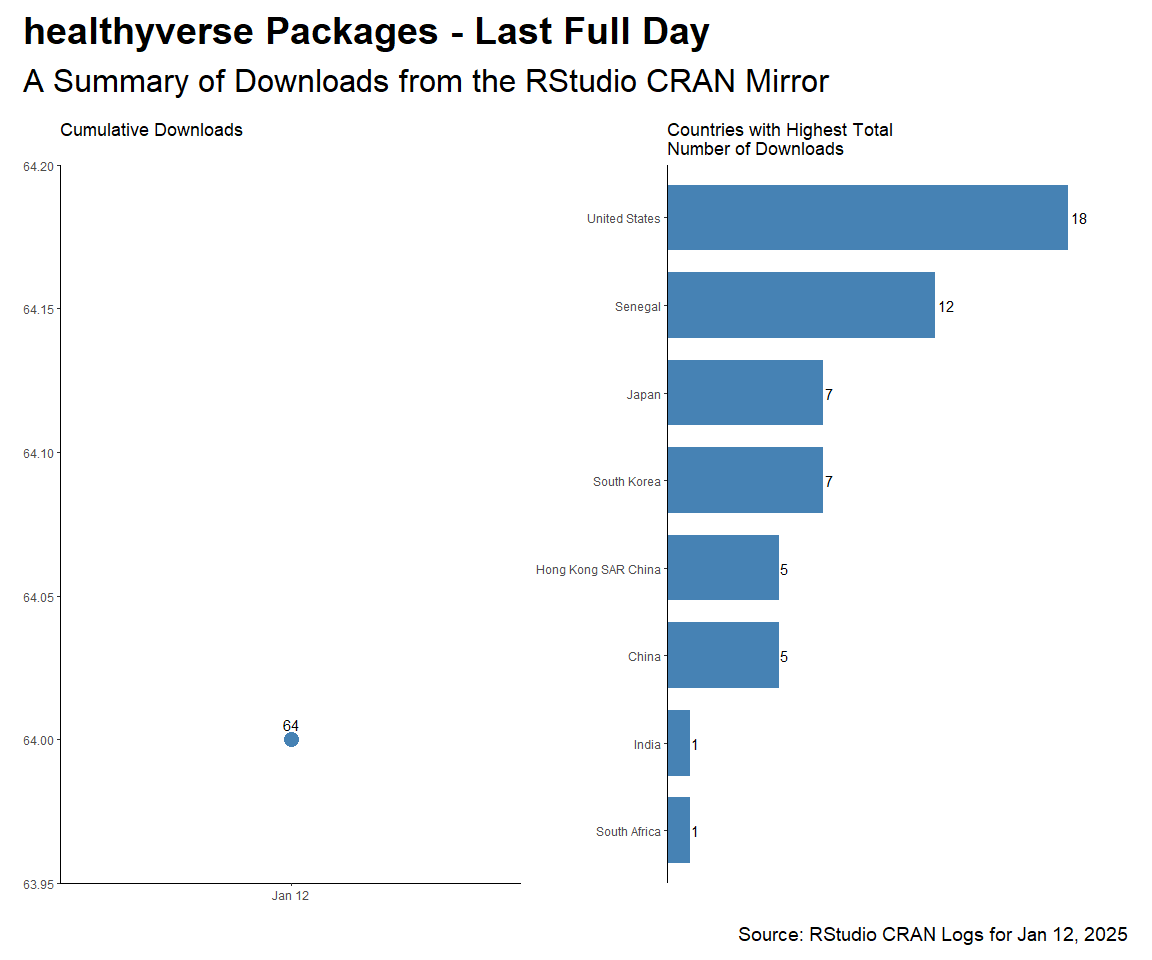 healthyverse Packages - Last Full Day
A Summary of Downloads from the RStudio CRAN Mirror
Cumulative Downloads
64.20
64.15
64.10
64.05
64.00
63.95
64
Jan 12
Countries with Highest Total
Number of Downloads
United States
18
Senegal
12
Japan
7
South Korea
7
Hong Kong SAR China
5
China
5
India
1
South Africa
1
Source: RStudio CRAN Logs for Jan 12, 2025